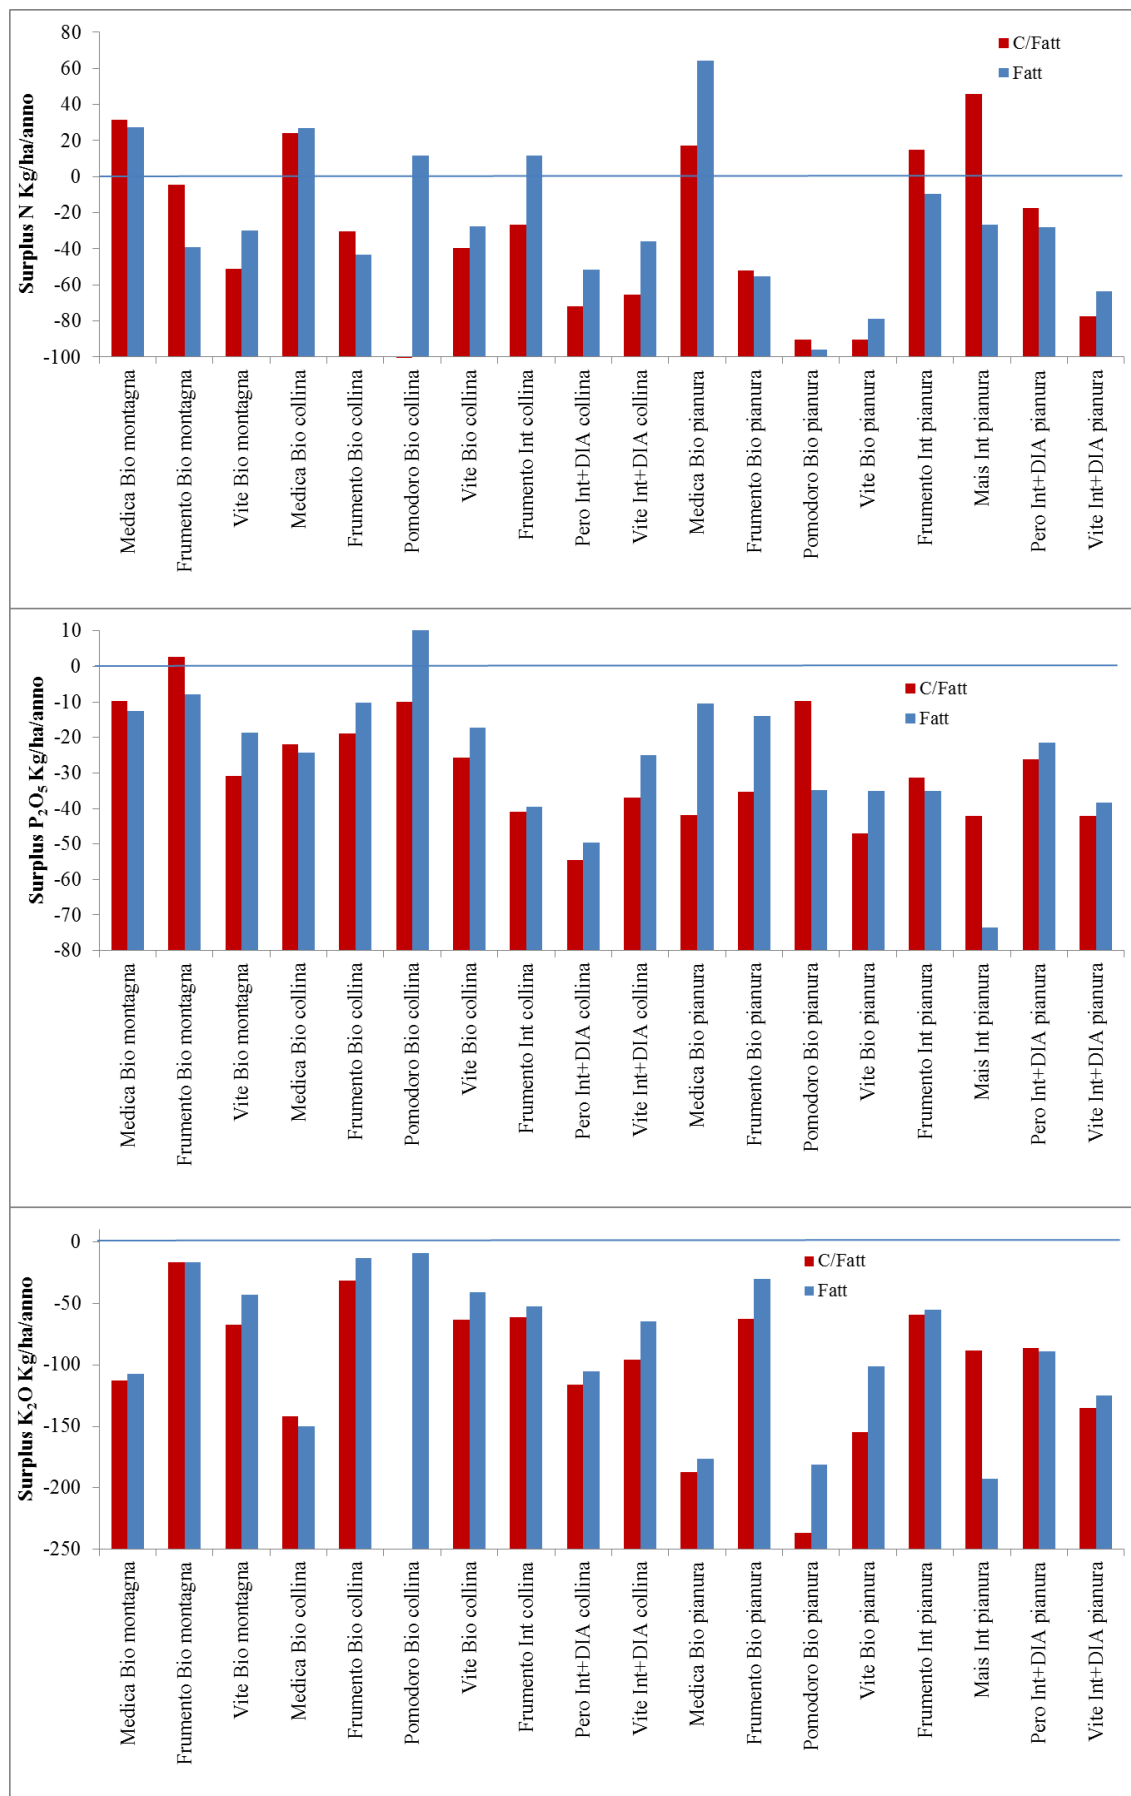 Surplus N Kg/ha/anno
80
60
40
20
0
-20
-40
-60
-80
-100
C/Fatt
Fatt
Medica Bio montagna
Frumento Bio montagna
Vite Bio montagna
Medica Bio collina
Frumento Bio collina
Pomodoro Bio collina
Vite Bio collina
Frumento Int collina
Pero Int+DIA collina
Vite Int+DIA collina
Medica Bio pianura
Frumento Bio pianura
Pomodoro Bio pianura
Vite Bio pianura
Frumento Int pianura
Mais Int pianura
Pero Int+DIA pianura
Vite Int+DIA pianura
Surplus P₂O₅ Kg/ha/anno
10
0
-10
-20
-30
-40
-50
-60
-70
-80
C/Fatt
Fatt
Medica Bio montagna
Frumento Bio montagna
Vite Bio montagna
Medica Bio collina
Frumento Bio collina
Pomodoro Bio collina
Vite Bio collina
Frumento Int collina
Pero Int+DIA collina
Vite Int+DIA collina
Medica Bio pianura
Frumento Bio pianura
Pomodoro Bio pianura
Vite Bio pianura
Frumento Int pianura
Mais Int pianura
Pero Int+DIA pianura
Vite Int+DIA pianura
Surplus K₂O Kg/ha/anno
0
-50
-100
-150
-200
-250
C/Fatt
Fatt
Medica Bio montagna
Frumento Bio montagna
Vite Bio montagna
Medica Bio collina
Frumento Bio collina
Pomodoro Bio collina
Vite Bio collina
Frumento Int collina
Pero Int+DIA collina
Vite Int+DIA collina
Medica Bio pianura
Frumento Bio pianura
Pomodoro Bio pianura
Vite Bio pianura
Frumento Int pianura
Mais Int pianura
Pero Int+DIA pianura
Vite Int+DIA pianura